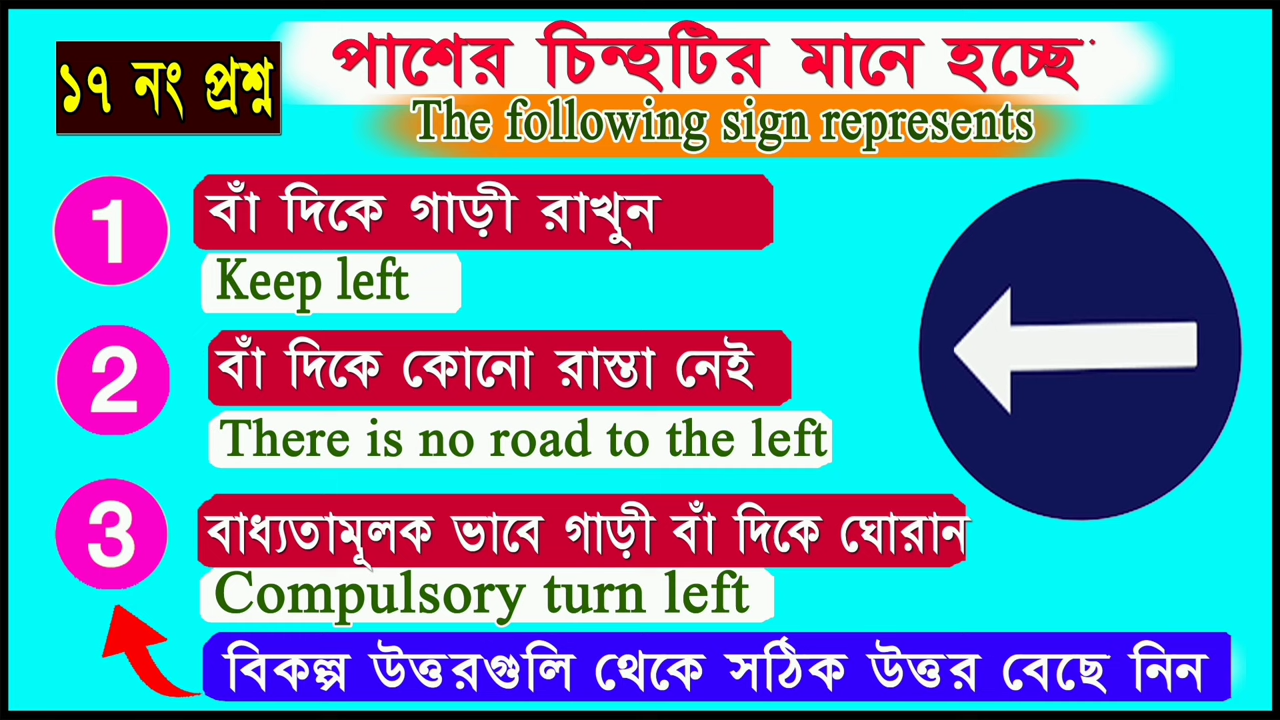 ১৭ নং প্রশ্ন
পাশের চিন্হটির মানে হচ্ছে
The following sign represents
1
বাঁ দিকে গাড়ী রাখুন
Keep left
2
বাঁ দিকে কোনো রাস্তা নেই
There is no road to the left
3
বাধ্যতামূলক ভাবে গাড়ী বাঁ দিকে ঘোরান
Compulsory turn left
বিকল্প উত্তরগুলি থেকে সঠিক উত্তর বেছে নিন